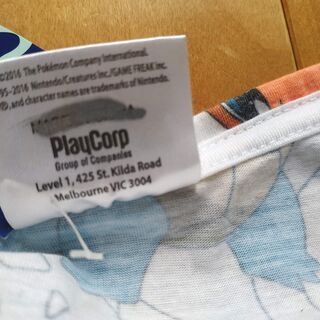 ©2016 The Pokémon Company International.
95-2016 Nintendo/Creatures Inc./GAME FREAK inc.
®, and character names are trademarks of Nintendo.
PlayCorp
Group of Companies
Level 1, 425 St. Kilda Road
Melbourne VIC 3004